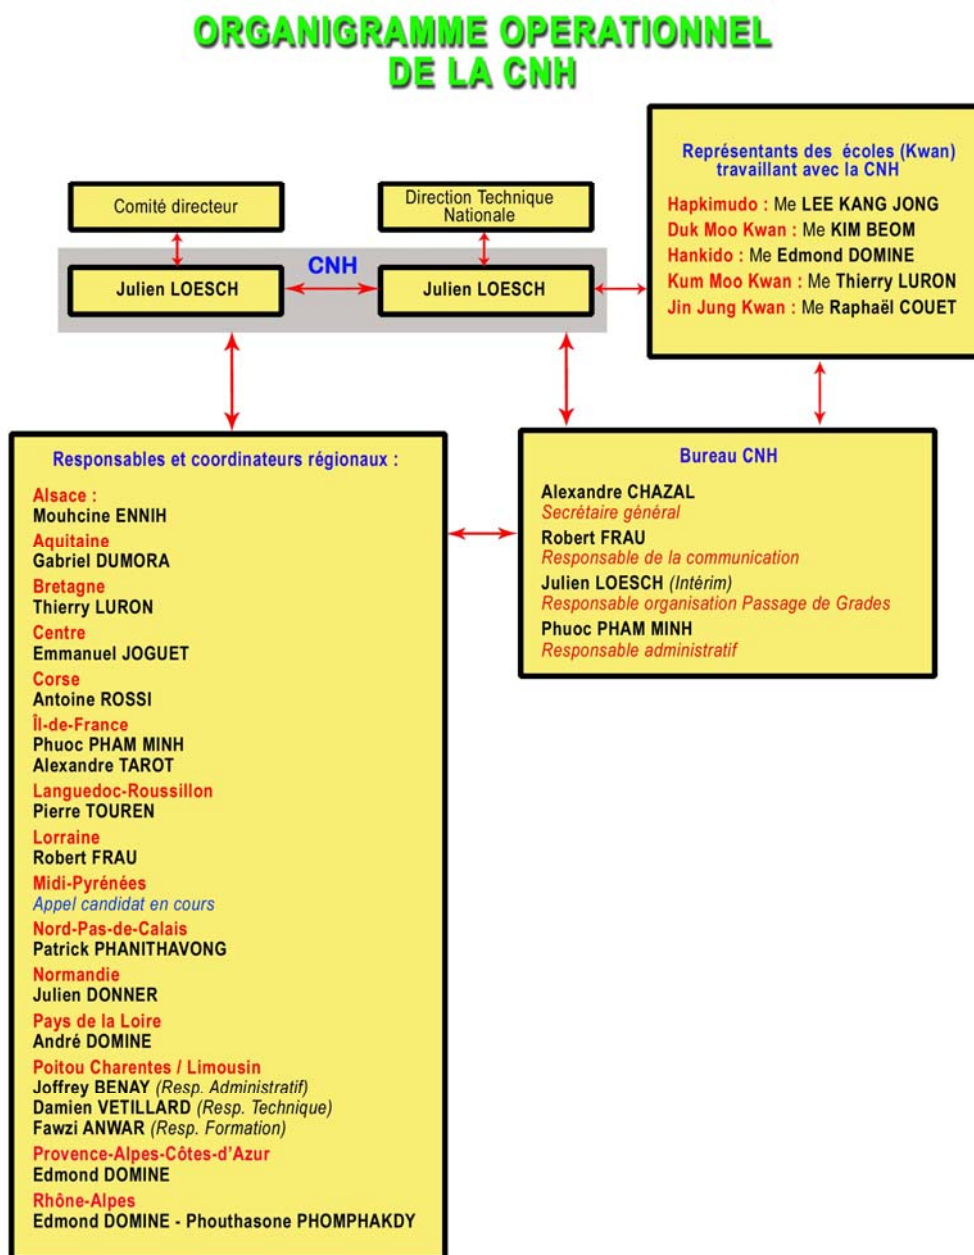 ORGANIGRAMME OPERATIONNEL
DE LA CNH
Comité directeur
Direction Technique
Nationale
CNH
Julien LOESCH
Julien LOESCH
Représentants des écoles (Kwan)
travaillant avec la CNH
Hapkimudo : Me LEE KANG JONG
Duk Moo Kwan : Me KIM BEOM
Hankido : Me Edmond DOMINE
Kum Moo Kwan : Me Thierry LURON
Jin Jung Kwan : Me Raphaël COUET
Responsables et coordinateurs régionaux :
Alsace :
Mouhcine ENNIH
Aquitaine
Gabriel DUMORA
Bretagne
Thierry LURON
Centre
Emmanuel JOGUET
Corse
Antoine ROSSI
Îl-de-France
Phuoc PHAM MINH
Alexandre TAROT
Languedoc-Roussillon
Pierre TOUREN
Lorraine
Robert FRAU
Midi-Pyrénées
Appel candidat en cours
Nord-Pas-de-Calais
Patrick PHANITHAVONG
Normandie
Julien DONNER
Pays de la Loire
André DOMINE
Poitou Charentes / Limousin
Joffrey BENAY (Resp. Administratif)
Damien VETILLARD (Resp. Technique)
Fawzi ANWAR (Resp. Formation)
Provence-Alpes-Côtes-d'Azur
Edmond DOMINE
Rhône-Alpes
Edmond DOMINE - Phouthasone PHOMPHAKDY
Bureau CNH
Alexandre CHAZAL
Secrétaire général
Robert FRAU
Responsable de la communication
Julien LOESCH (Intérim)
Responsable organisation Passage de Grades
Phuoc PHAM MINH
Responsable administratif